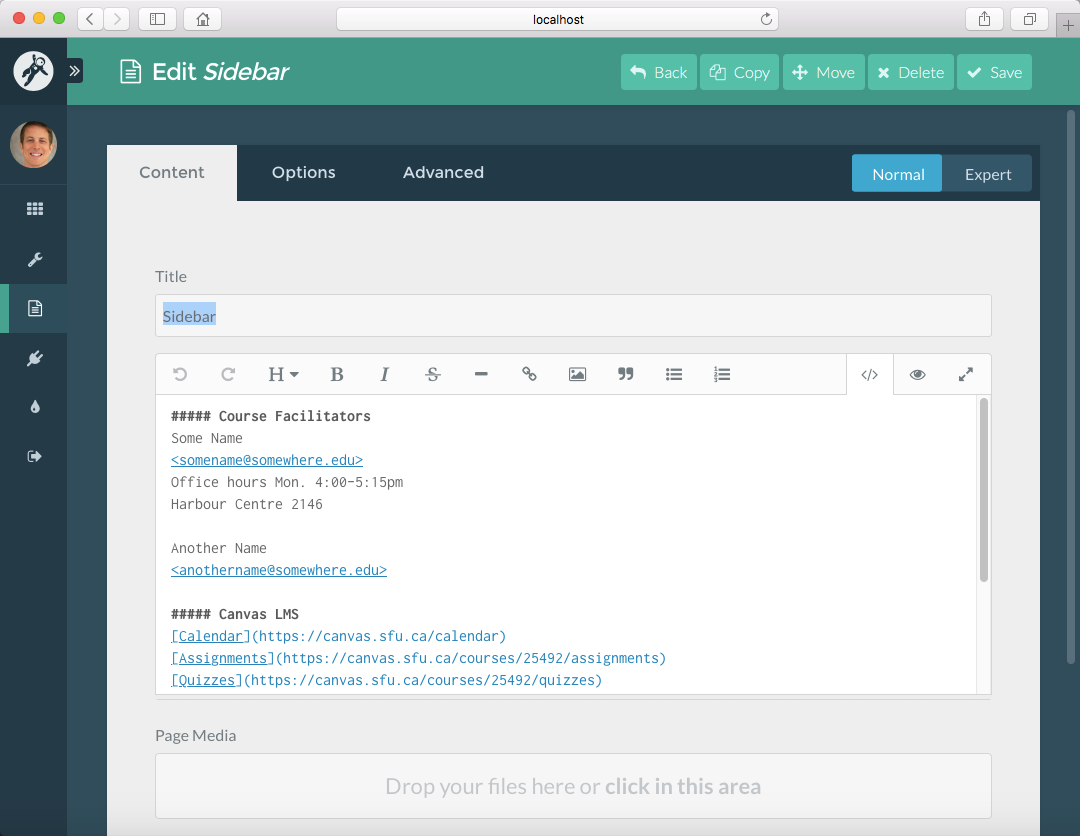 localhost
Edit Sidebar
Back
Copy
Move
Delete
Save
Content
Options
Advanced
Normal
Expert
Title
Sidebar
H
B
I
S
##### Course Facilitators
Some Name
<somename@somewhere.edu>
Office hours Mon. 4:00-5:15pm
Harbour Centre 2146
Another Name
<anothername@somewhere.edu>
##### Canvas LMS
[Calendar](https://canvas.sfu.ca/calendar)
[Assignments](https://canvas.sfu.ca/courses/25492/assignments)
[Quizzes](https://canvas.sfu.ca/courses/25492/quizzes)
Page Media
Drop your files here or click in this area